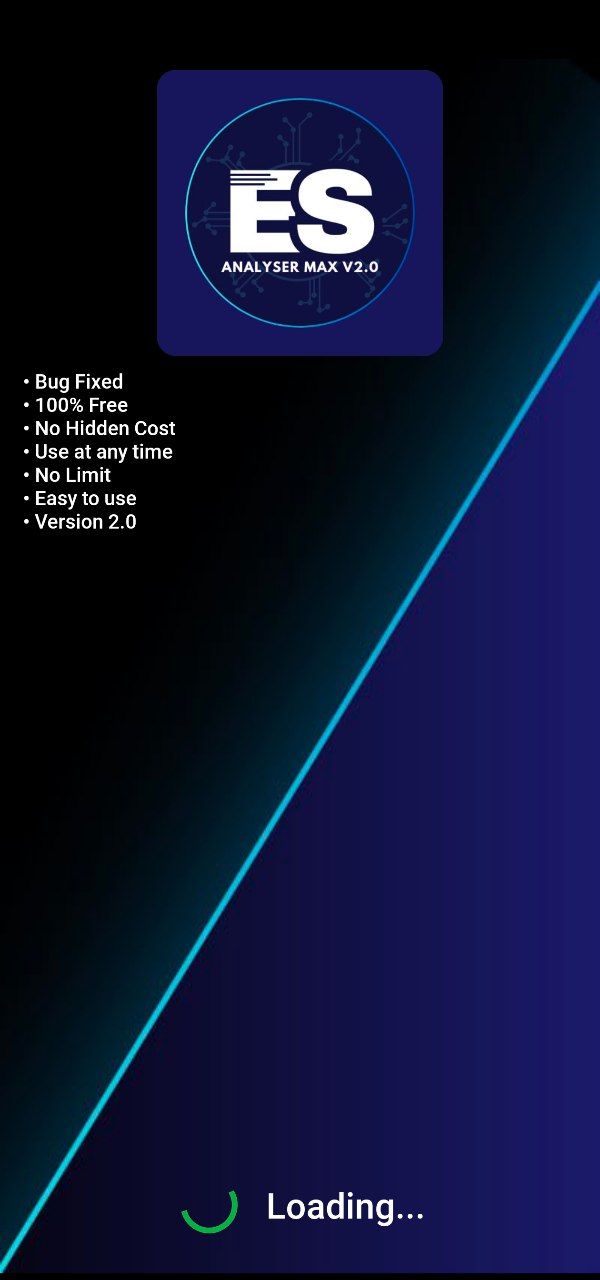 ES
ANALYSER MAX V2.0
• Bug Fixed
• 100% Free
• No Hidden Cost
• Use at any time
• No Limit
• Easy to use
• Version 2.0
Loading...